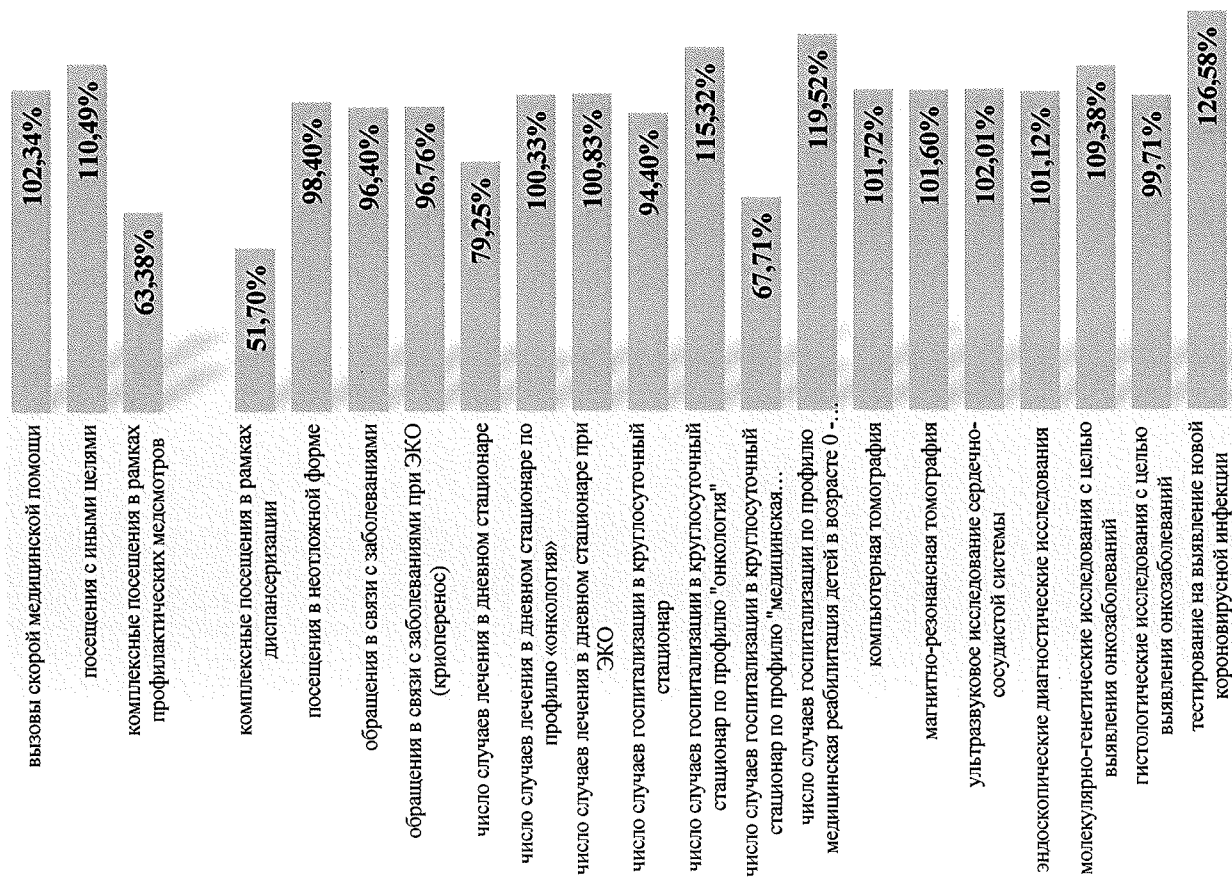 вызовы скорой медицинской помощи
102,34%
посещения с иными целями
110,49%
комплексные посещения в рамках
профилактических медсмотров
63,38%
комплексные посещения в рамках
диспансеризации
51,70%
посещения в неотложной форме
98,40%
обращения в связи с заболеваниями
96,40%
обращения в связи с заболеваниями при ЭКО
(криоперенос)
96,76%
число случаев лечения в дневном стационаре
79,25%
число случаев лечения в дневном стационаре по
профилю «онкология»
100,33%
число случаев лечения в дневном стационаре при
ЭКО
100,83%
число случаев госпитализации в круглосуточный
стационар
94,40%
число случаев госпитализации в круглосуточный
стационар по профилю "онкология"
115,32%
число случаев госпитализации в круглосуточный
стационар по профилю "медицинская...
67,71%
число случаев госпитализации по профилю
медицинская реабилитация детей в возрасте 0 -...
119,52%
компьютерная томография
101,72%
магнитно-резонансная томография
101,60%
ультразвуковое исследование сердечно-
сосудистой системы
102,01%
эндоскопические диагностические исследования
101,12%
молекулярно-генетические исследования с целью
выявления онкозаболеваний
109,38%
гистологические исследования с целью
выявления онкозаболеваний
99,71%
тестирование на выявление новой
короновирусной инфекции
126,58%